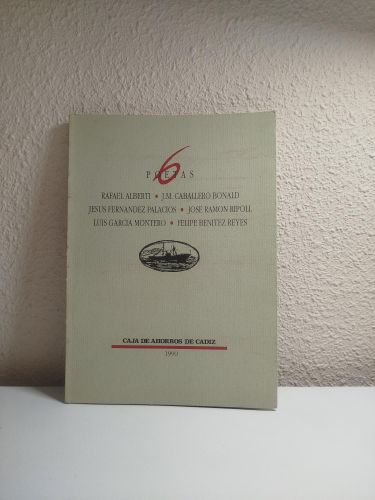 6
POETAS
RAFAEL ALBERTI • J.M. CABALLERO BONALD
JESUS FERNANDEZ PALACIOS • JOSE RAMON RIPOLL
LUIS GARCIA MONTERO • FELIPE BENITEZ REYES
CAJA DE AHORROS DE CADIZ
1990